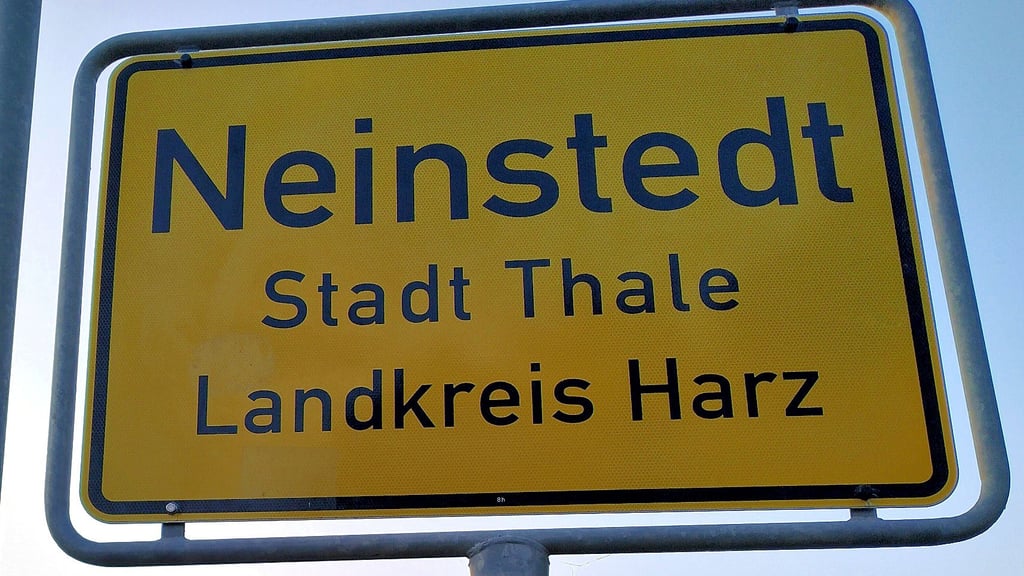 Neinstedt
Stadt Thale
Landkreis Harz